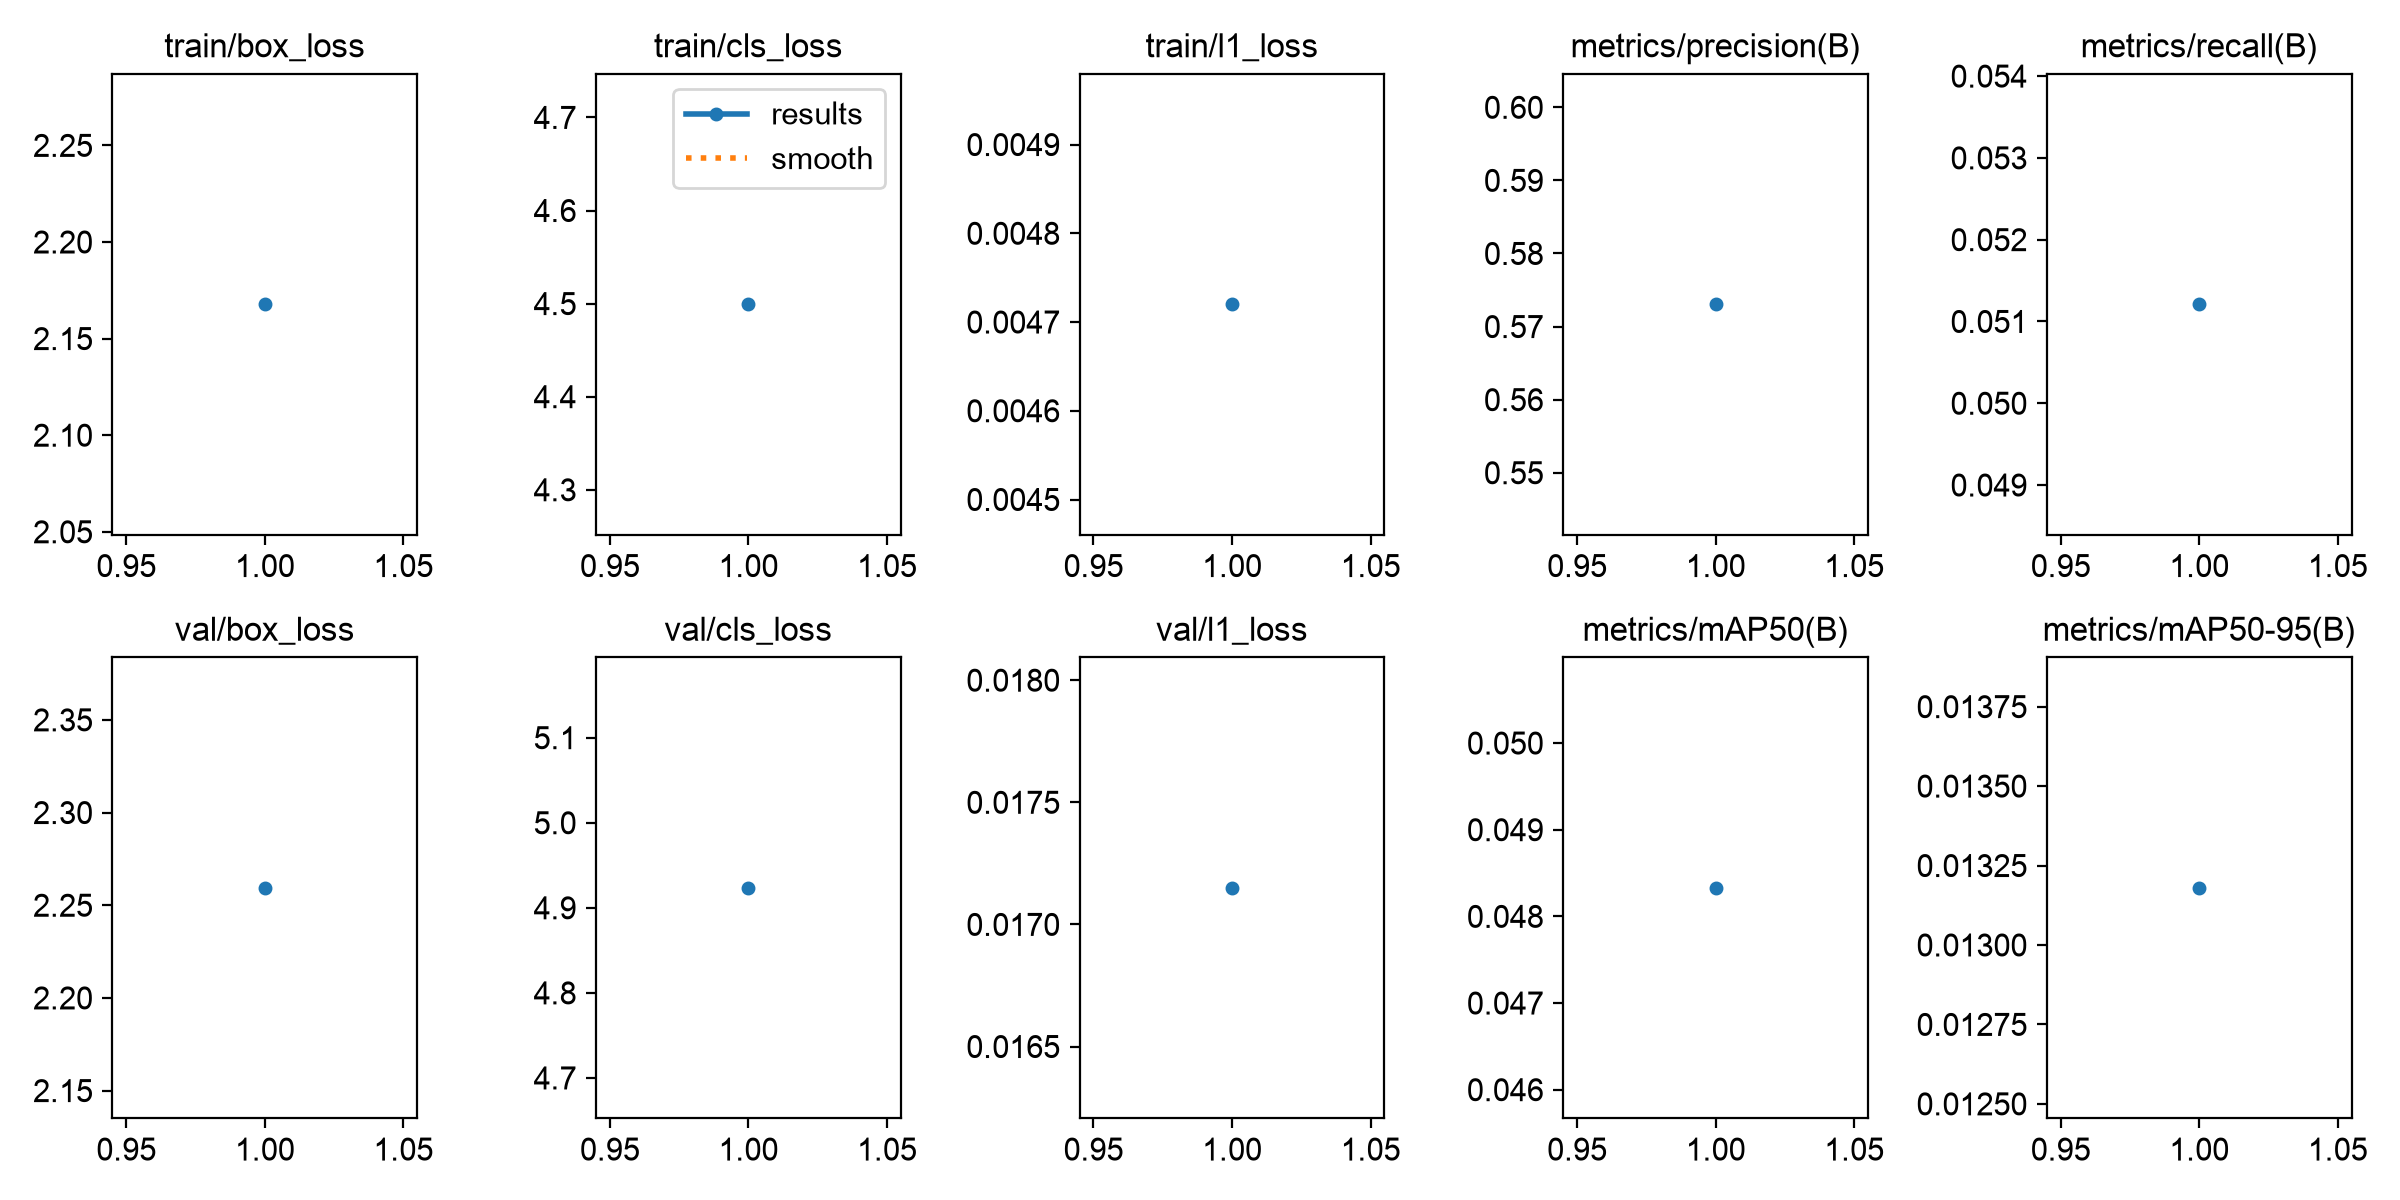 train/box_loss
2.25
2.20
2.15
2.10
2.05
0.95 1.00 1.05
train/cls_loss
results
smooth
4.7
4.6
4.5
4.4
4.3
0.95 1.00 1.05
train/l1_loss
0.0049
0.0048
0.0047
0.0046
0.0045
0.95 1.00 1.05
metrics/precision(B)
0.60
0.59
0.58
0.57
0.56
0.55
0.95 1.00 1.05
metrics/recall(B)
0.054
0.053
0.052
0.051
0.050
0.049
0.95 1.00 1.05
val/box_loss
2.35
2.30
2.25
2.20
2.15
0.95 1.00 1.05
val/cls_loss
5.1
5.0
4.9
4.8
4.7
0.95 1.00 1.05
val/l1_loss
0.0180
0.0175
0.0170
0.0165
0.95 1.00 1.05
metrics/mAP50(B)
0.050
0.049
0.048
0.047
0.046
0.95 1.00 1.05
metrics/mAP50-95(B)
0.01375
0.01350
0.01325
0.01300
0.01275
0.01250
0.95 1.00 1.05